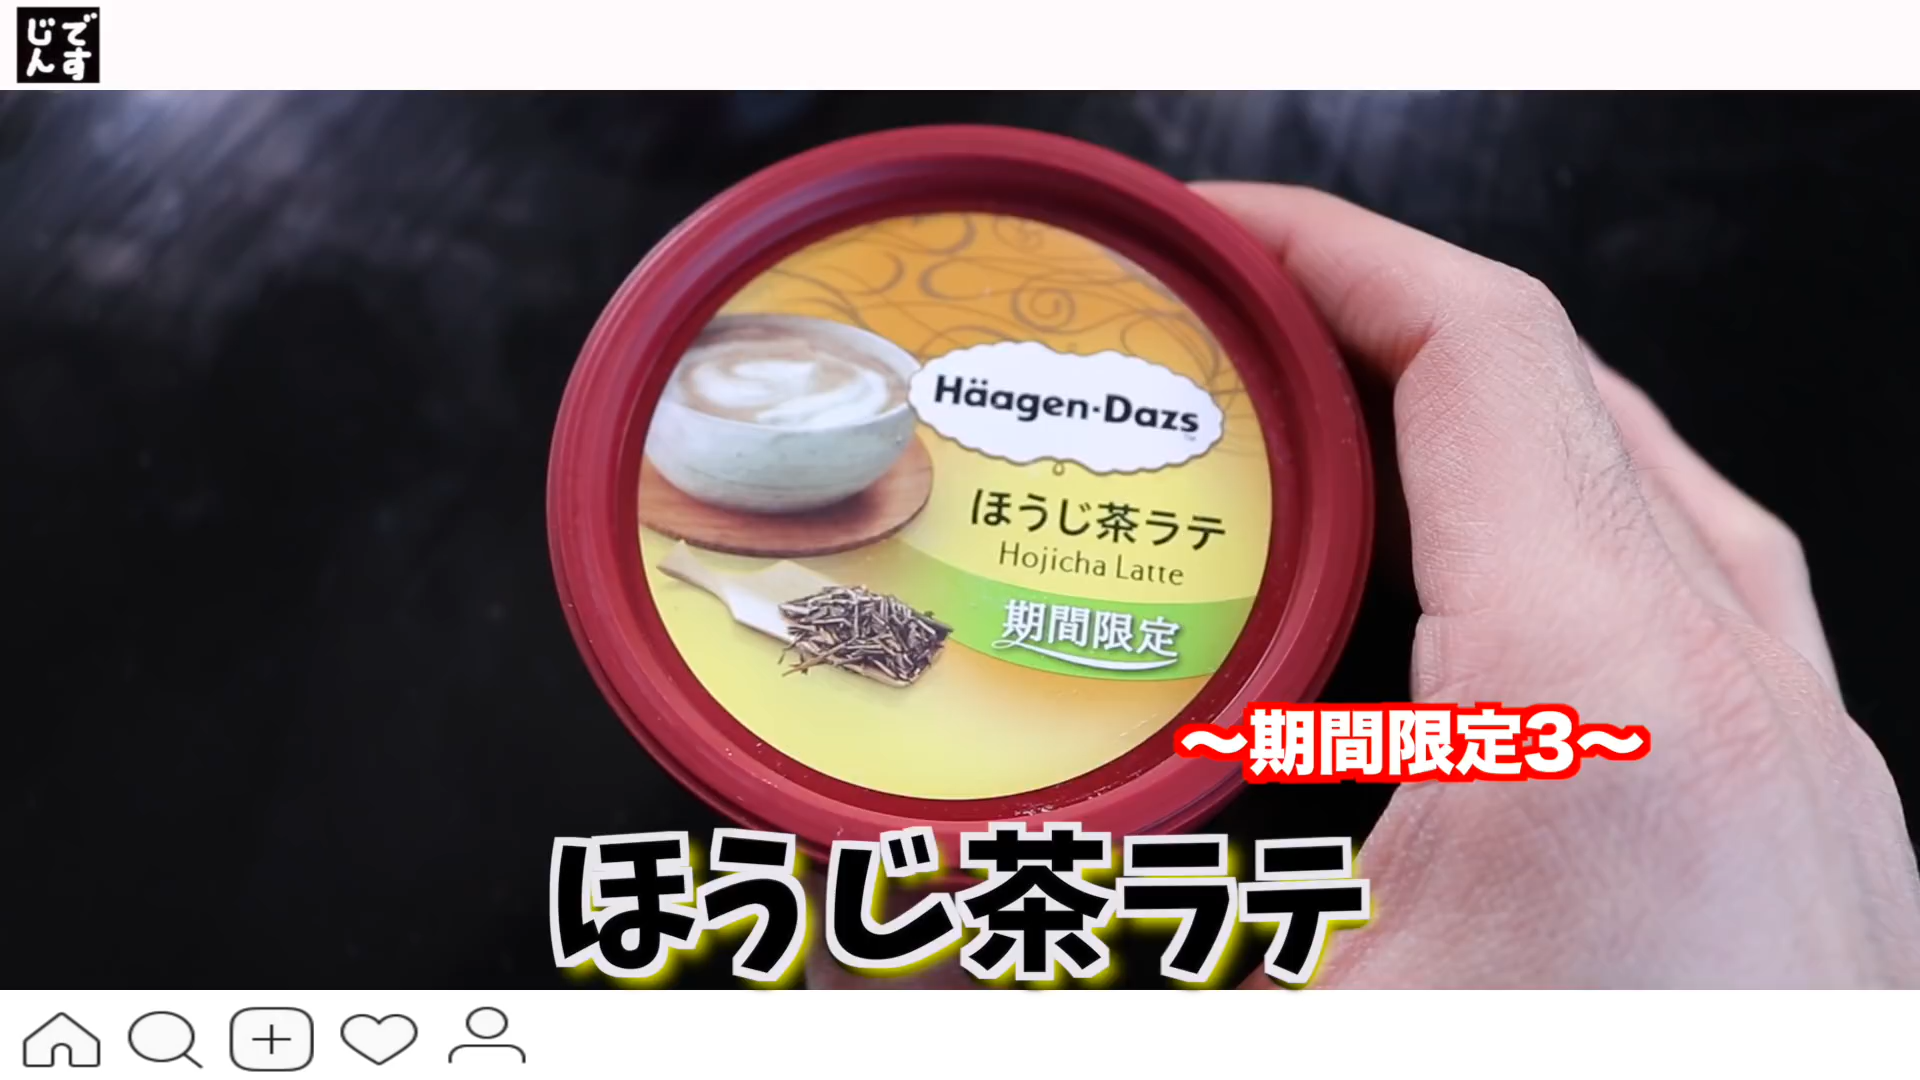 じんです
Häagen-Dazs
ほうじ茶ラテ
Hojicha Latte
期間限定
〜期間限定3〜
ほうじ茶ラテ